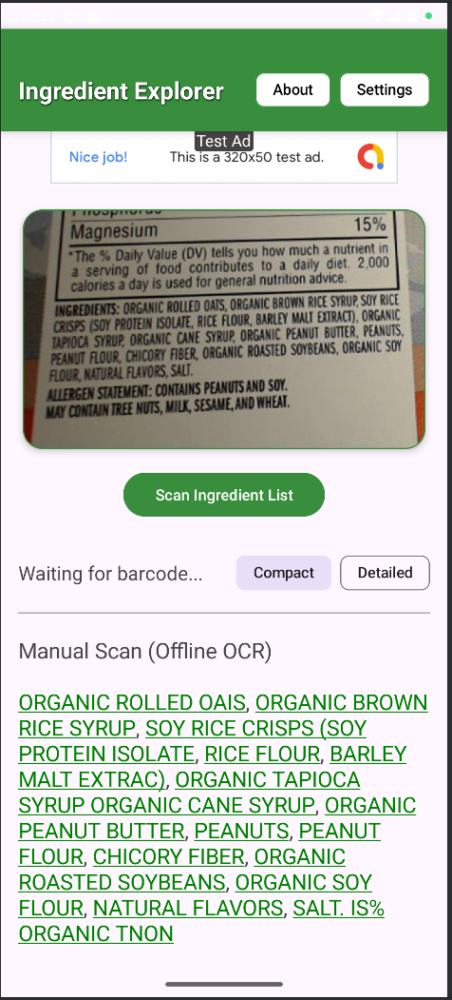 12:21
Ingredient Explorer
About
Settings
Test Ad
Nice job!
This is a 320x50 test ad.
Magnesium 15%
*The % Daily Value (DV) tells you how much a nutrient in
a serving of food contributes to a daily diet. 2,000
calories a day is used for general nutrition advice.
INGREDIENTS: ORGANIC ROLLED OATS, ORGANIC BROWN RICE SYRUP, SOY RICE
CRISPS (SOY PROTEIN ISOLATE, RICE FLOUR, BARLEY MALT EXTRACT), ORGANIC
TAPIOCA SYRUP, ORGANIC CANE SYRUP, ORGANIC PEANUT BUTTER, PEANUTS,
PEANUT FLOUR, CHICORY FIBER, ORGANIC ROASTED SOYBEANS, ORGANIC SOY
FLOUR, NATURAL FLAVORS, SALT.
ALLERGEN STATEMENT: CONTAINS PEANUTS AND SOY.
MAY CONTAIN TREE NUTS, MILK, SESAME, AND WHEAT.
Scan Ingredient List
Waiting for barcode...
Compact
Detailed
Manual Scan (Offline OCR)
ORGANIC ROLLED OAIS, ORGANIC BROWN
RICE SYRUP, SOY RICE CRISPS (SOY
PROTEIN ISOLATE, RICE FLOUR, BARLEY
MALT EXTRAC), ORGANIC TAPIOCA
SYRUP ORGANIC CANE SYRUP, ORGANIC
PEANUT BUTTER, PEANUTS, PEANUT
FLOUR, CHICORY FIBER, ORGANIC
ROASTED SOYBEANS, ORGANIC SOY
FLOUR, NATURAL FLAVORS, SALT. IS%
ORGANIC TNON